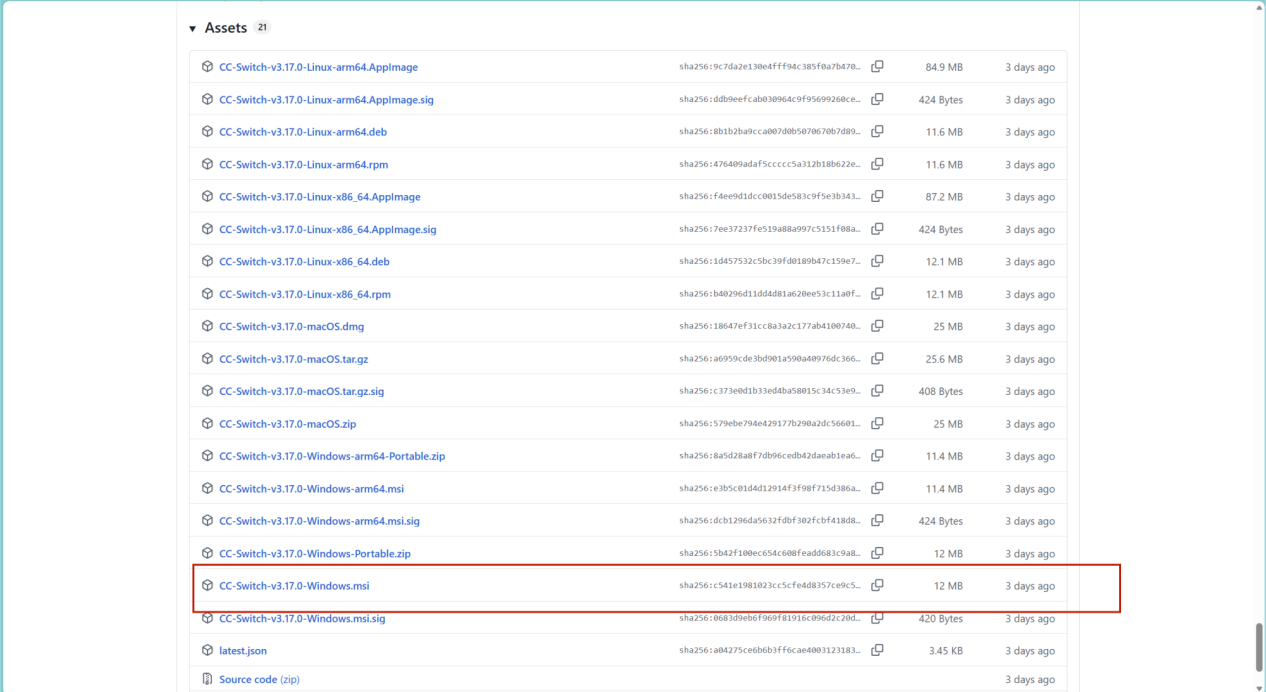 Assets 21
CC-Switch-v3.17.0-Linux-arm64.AppImage sha256:9c7da2e130e4fff94c385f0a7b470… 84.9 MB 3 days ago
CC-Switch-v3.17.0-Linux-arm64.AppImage.sig sha256:ddb9eefcab030964c9f95699260ce… 424 Bytes 3 days ago
CC-Switch-v3.17.0-Linux-arm64.deb sha256:8b1b2ba9cca007d0b5070670b7d89… 11.6 MB 3 days ago
CC-Switch-v3.17.0-Linux-arm64.rpm sha256:476409adaf5ccccc5a312b18b622e… 11.6 MB 3 days ago
CC-Switch-v3.17.0-Linux-x86_64.AppImage sha256:f4ee9d1dcc0015de583c9f5e3b343… 87.2 MB 3 days ago
CC-Switch-v3.17.0-Linux-x86_64.AppImage.sig sha256:7ee37237fe519a88a997c5151f08a… 424 Bytes 3 days ago
CC-Switch-v3.17.0-Linux-x86_64.deb sha256:1d457532c5bc39fd0189b47c159e7… 12.1 MB 3 days ago
CC-Switch-v3.17.0-Linux-x86_64.rpm sha256:b40296d11dd4d81a620ee53c11a0f… 12.1 MB 3 days ago
CC-Switch-v3.17.0-macOS.dmg sha256:18647ef31cc8a3a2c177ab4100740… 25 MB 3 days ago
CC-Switch-v3.17.0-macOS.tar.gz sha256:a6959cde3bd901a590a40976dc366… 25.6 MB 3 days ago
CC-Switch-v3.17.0-macOS.tar.gz.sig sha256:c373e0d1b33ed4ba58015c34c53e9… 408 Bytes 3 days ago
CC-Switch-v3.17.0-macOS.zip sha256:579ebe794e429177b290a2dc56601… 25 MB 3 days ago
CC-Switch-v3.17.0-Windows-arm64-Portable.zip sha256:8a5d28a8f7db96cedb42daeab1ea6… 11.4 MB 3 days ago
CC-Switch-v3.17.0-Windows-arm64.msi sha256:e3b5c01d4d12914f3f98f715d386a… 11.4 MB 3 days ago
CC-Switch-v3.17.0-Windows-arm64.msi.sig sha256:dcb1296da5632fdbf302fcbf418d8… 424 Bytes 3 days ago
CC-Switch-v3.17.0-Windows-Portable.zip sha256:5b42f100ec654c608feadd683c9a8… 12 MB 3 days ago
CC-Switch-v3.17.0-Windows.msi sha256:c541e1981023cc5cfe4d8357ce9c5… 12 MB 3 days ago
CC-Switch-v3.17.0-Windows.msi.sig sha256:0683d9eb6f969f81916c096d2c20d… 420 Bytes 3 days ago
latest.json sha256:a04275ce6b6b3ff6cae4003123183… 3.45 KB 3 days ago
Source code (zip) 3 days ago